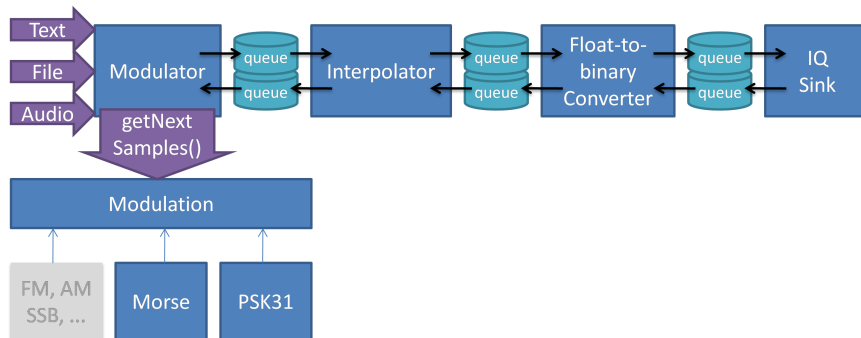 Text
File
Audio
Modulator
queue
queue
Interpolator
queue
queue
Float-to-
binary
Converter
queue
queue
IQ
Sink
getNext
Samples()
Modulation
FM, AM
SSB, ...
Morse
PSK31